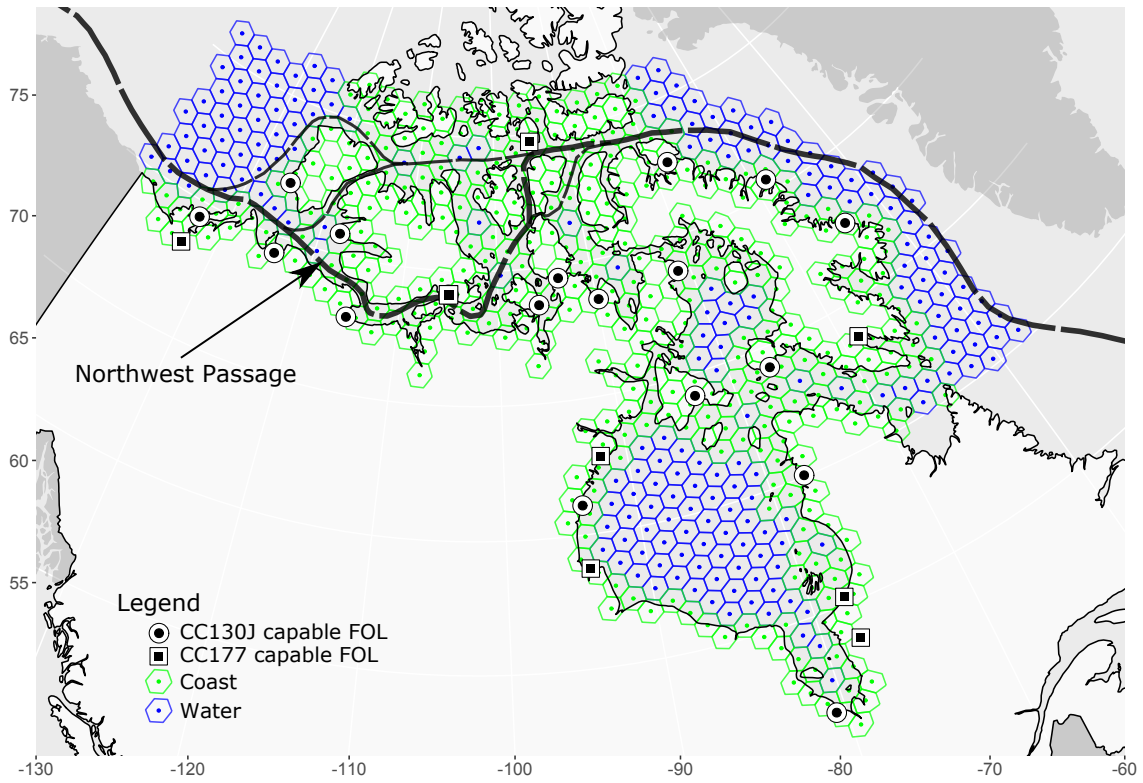 75
70
65
60
55
Northwest Passage
Legend
CC130J capable FOL
CC177 capable FOL
Coast
Water
-130
-120
-110
-100
-90
-80
-70
-60